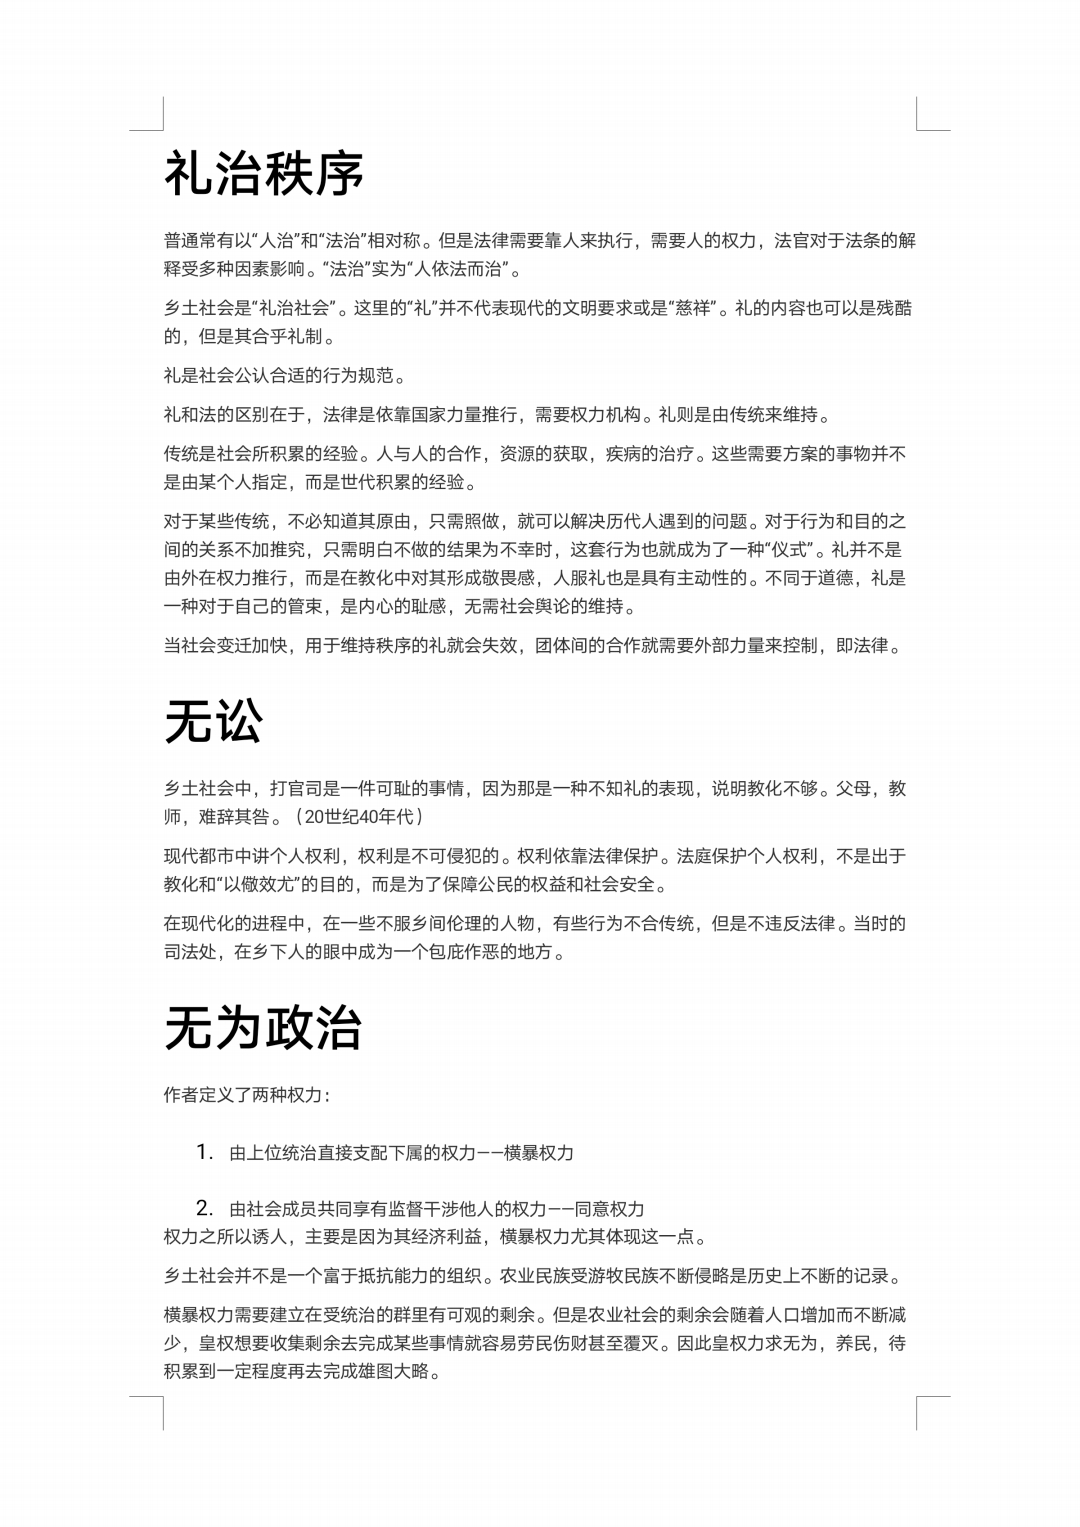 礼治秩序
普通常有以“人治”和“法治”相对称。但是法律需要靠人来执行，需要人的权力，法官对于法条的解
释受多种因素影响。“法治”实为“人依法而治”。
乡土社会是“礼治社会”。这里的“礼”并不代表现代的文明要求或是“慈祥”。礼的内容也可以是残酷
的，但是其合乎礼制。
礼是社会公认合适的行为规范。
礼和法的区别在于，法律是依靠国家力量推行，需要权力机构。礼则是由传统来维持。
传统是社会所积累的经验。人与人的合作，资源的获取，疾病的治疗。这些需要方案的事物并不
是由某个人指定，而是世代积累的经验。
对于某些传统，不必知道其原由，只需照做，就可以解决历代人遇到的问题。对于行为和目的之
间的关系不加推究，只需明白不做的结果为不幸时，这套行为也就成为了一种“仪式”。礼并不是
由外在权力推行，而是在教化中对其形成敬畏感，人服礼也是具有主动性的。不同于道德，礼是
一种对于自己的管束，是内心的耻感，无需社会舆论的维持。
当社会变迁加快，用于维持秩序的礼就会失效，团体间的合作就需要外部力量来控制，即法律。
无讼
乡土社会中，打官司是一件可耻的事情，因为那是一种不知礼的表现，说明教化不够。父母，教
师，难辞其咎。（20世纪40年代）
现代都市中讲个人权利，权利是不可侵犯的。权利依靠法律保护。法庭保护个人权利，不是出于
教化和“以儆效尤”的目的，而是为了保障公民的权益和社会安全。
在现代化的进程中，在一些不服乡间伦理的人物，有些行为不合传统，但是不违反法律。当时的
司法处，在乡下人的眼中成为一个包庇作恶的地方。
无为政治
作者定义了两种权力：
1. 由上位统治直接支配下属的权力——横暴权力
2. 由社会成员共同享有监督干涉他人的权力——同意权力
权力之所以诱人，主要是因为其经济利益，横暴权力尤其体现这一点。
乡土社会并不是一个富于抵抗能力的组织。农业民族受游牧民族不断侵略是历史上不断的记录。
横暴权力需要建立在受统治的群里有可观的剩余。但是农业社会的剩余会随着人口增加而不断减
少，皇权想要收集剩余去完成某些事情就容易劳民伤财甚至覆灭。因此皇权力求无为，养民，待
积累到一定程度再去完成雄图大略。